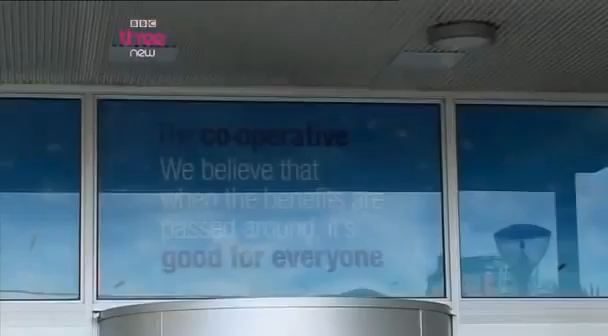 BBC
THREE
new
The co-operative
We believe that
when the benefits are
passed around, it's
good for everyone